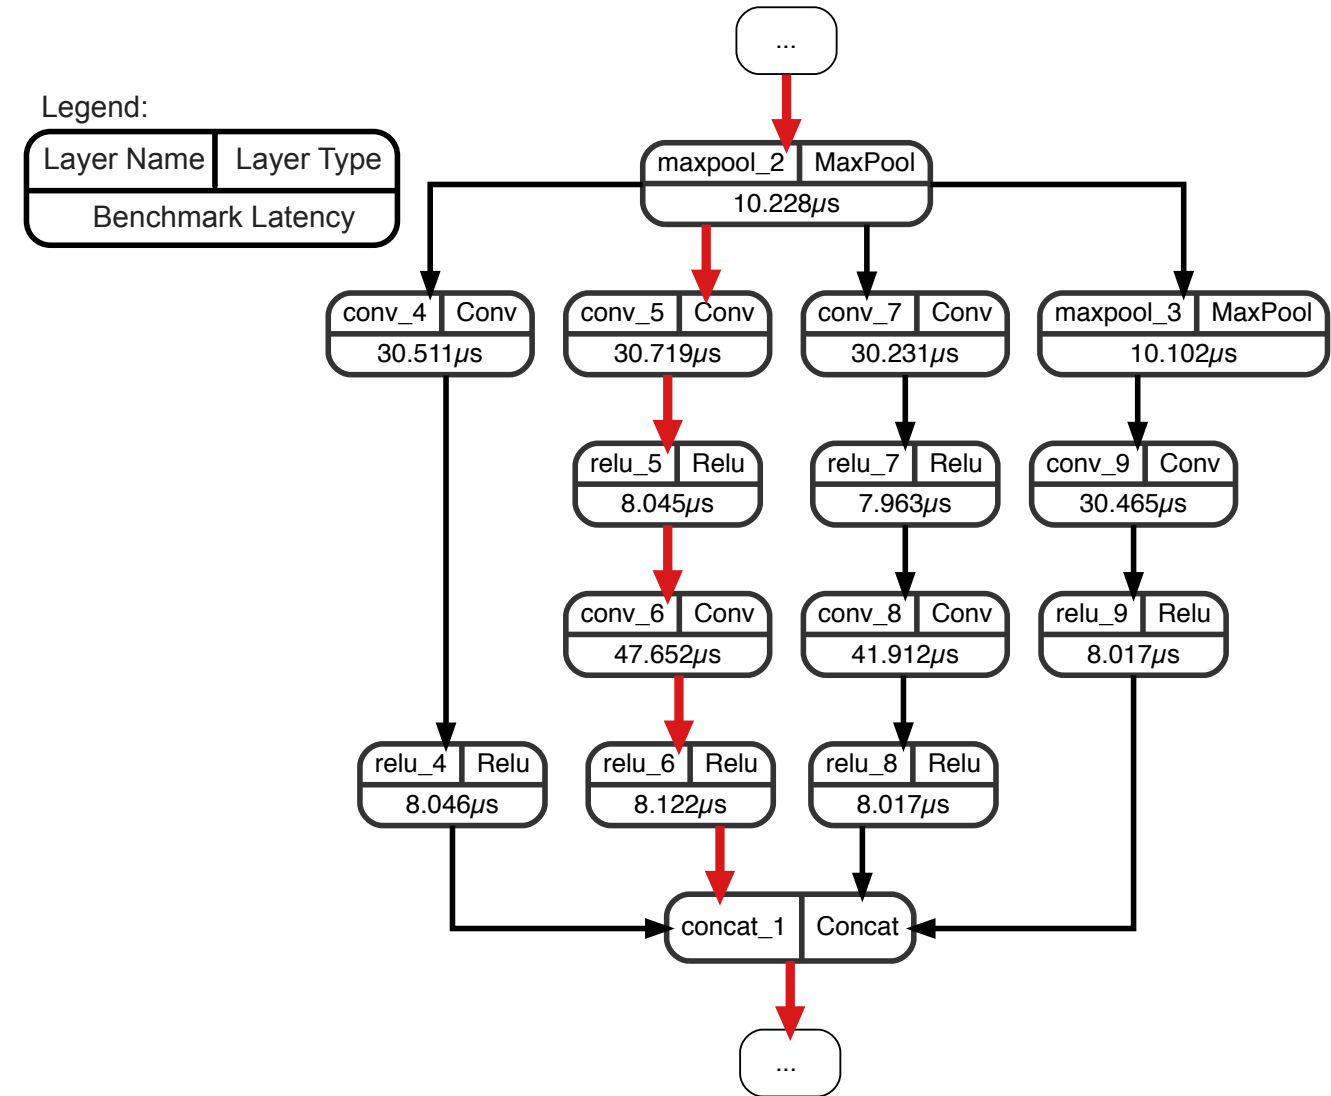 ...
Legend:
Layer Name Layer Type
Benchmark Latency
maxpool_2 MaxPool
10.228µs
conv_4 Conv
30.511µs
conv_5 Conv
30.719µs
conv_7 Conv
30.231µs
maxpool_3 MaxPool
10.102µs
relu_5 Relu
8.045µs
relu_7 Relu
7.963µs
conv_9 Conv
30.465µs
conv_6 Conv
47.652µs
conv_8 Conv
41.912µs
relu_9 Relu
8.017µs
relu_4 Relu
8.046µs
relu_6 Relu
8.122µs
relu_8 Relu
8.017µs
concat_1 Concat
...